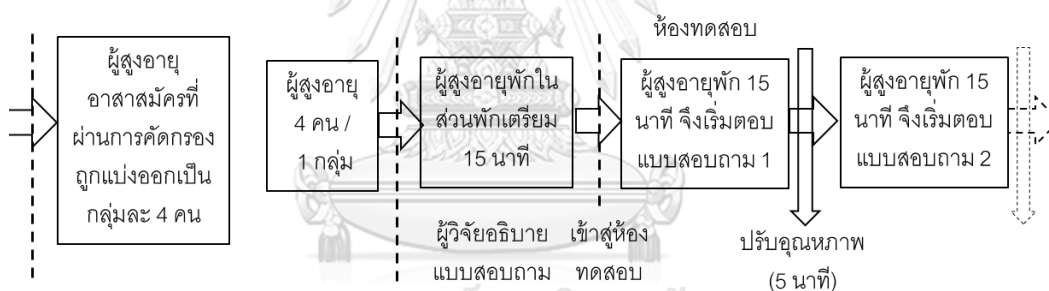 ผู้สูงอายุ
อาสาสมัครที่
ผ่านการคัดกรอง
ถูกแบ่งออกเป็น
กลุ่มละ 4 คน
ผู้สูงอายุ
4 คน /
1 กลุ่ม
ผู้สูงอายุพักใน
ส่วนพักเตรียม
15 นาที
ผู้วิจัยอธิบาย
แบบสอบถาม
เข้าสู่ห้อง
ทดสอบ
ห้องทดสอบ
ผู้สูงอายุพัก 15
นาที จึงเริ่มตอบ
แบบสอบถาม 1
ปรับอุณหภาพ
(5 นาที)
ผู้สูงอายุพัก 15
นาที จึงเริ่มตอบ
แบบสอบถาม 2